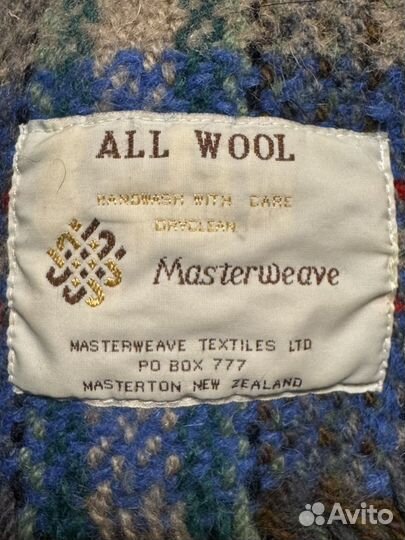 ALL WOOL
HANDWASH WITH CARE
DRYCLEAN
Masterweave
MASTERWEAVE TEXTILES LTD
PO BOX 777
MASTERTON NEW ZEALAND
Avito